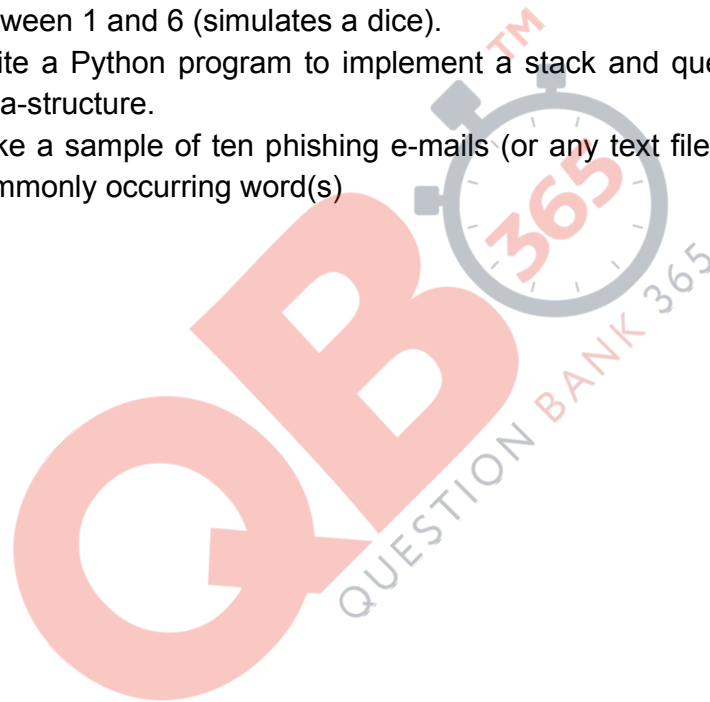 ween 1 and 6 (simulates a dice).
ite a Python program to implement a stack and que
a-structure.
ke a sample of ten phishing e-mails (or any text file
mmonly occurring word(s)
TM
365
QB
QUESTION BANK 365